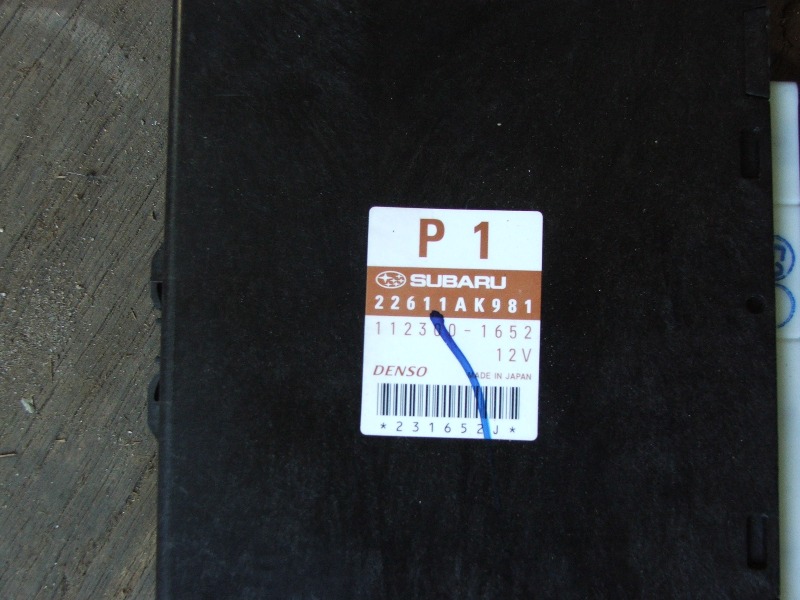 P 1
SUBARU
22611AK981
112300-1652
12V
DENSO MADE IN JAPAN
*231652J*